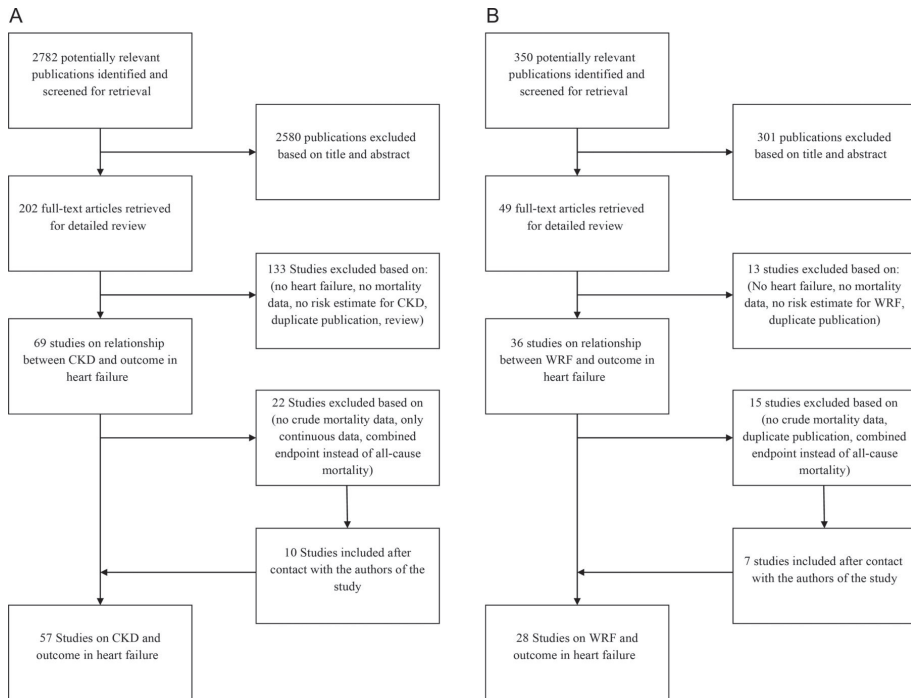 A
2782 potentially relevant
publications identified and
screened for retrieval
2580 publications excluded
based on title and abstract
202 full-text articles retrieved
for detailed review
133 Studies excluded based on:
(no heart failure, no mortality
data, no risk estimate for CKD,
duplicate publication, review)
69 studies on relationship
between CKD and outcome in
heart failure
22 Studies excluded based on
(no crude mortality data, only
continuous data, combined
endpoint instead of all-cause
mortality)
10 Studies included after
contact with the authors of the
study
57 Studies on CKD and
outcome in heart failure
B
350 potentially relevant
publications identified and
screened for retrieval
301 publications excluded
based on title and abstract
49 full-text articles retrieved
for detailed review
13 studies excluded based on:
(No heart failure, no mortality
data, no risk estimate for WRF,
duplicate publication)
36 studies on relationship
between WRF and outcome in
heart failure
15 studies excluded based on
(no crude mortality data,
duplicate publication, combined
endpoint instead of all-cause
mortality)
7 studies included after contact
with the authors of the study
28 Studies on WRF and
outcome in heart failure